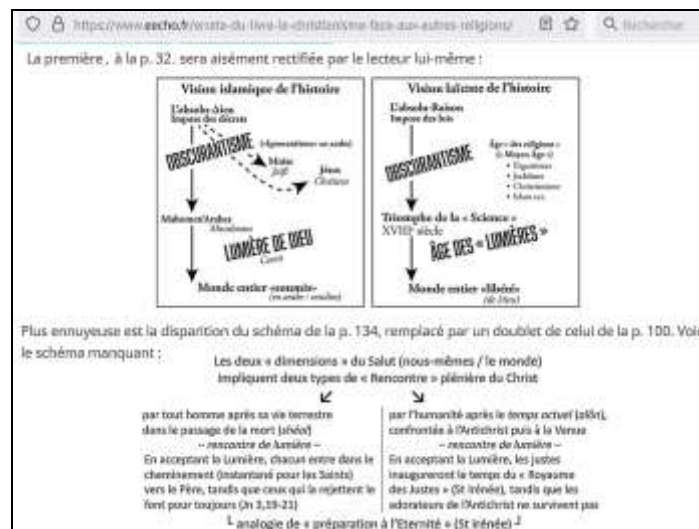 https://www.eecho.fr/errata-du-livre-le-christianisme-face-aux-autres-religions/
Rechercher
La première, à la p. 32. sera aisément rectifiée par le lecteur lui-même :
Vision islamique de l'histoire
L'absolu-
Impose des décrets
OBSCURANTISME
Moïse
Juifs
Jésus
Chrétiens
Mahomet/Arabes
Musulmans
LUMIÈRE DE DIEU
Coran
Monde entier «soumis»
(en arabe : muslim)
Vision laïciste de l'histoire
L'absolu-Raison
Impose des lois
OBSCURANTISME
Âge « des religions »
(« Moyen Âge »)
• Paganismes
• Judaïsme
• Christianisme
• Islam etc.
Triomphe de la « Science »
XVIIIe siècle
ÂGE DES « LUMIÈRES »
Monde entier «libéré»
(de Dieu)
Plus ennuyeuse est la disparition du schéma de la p. 134, remplacé par un doublet de celui de la p. 100. Voi
le schéma manquant :
Les deux « dimensions » du Salut (nous-mêmes / le monde)
Impliquent deux types de « Rencontre » plénière du Christ
par tout homme après sa vie terrestre
dans le passage de la mort (shéol)
-- rencontre de lumière --
En acceptant la Lumière, chacun entre dans le
cheminement (instantané pour les Saints)
vers le Père, tandis que ceux qui la rejettent le
font pour toujours (Jn 3,19-21)
par l'humanité après le temps actuel (aîôn),
confrontée à l'Antichrist puis à la Venue
-- rencontre de lumière --
En acceptant la Lumière, les justes
inaugureront le temps du « Royaume
des Justes » (St Irénée), tandis que les
adorateurs de l'Antichrist ne survivent pas
analogie de « préparation à l'Eternité » (St Irénée)